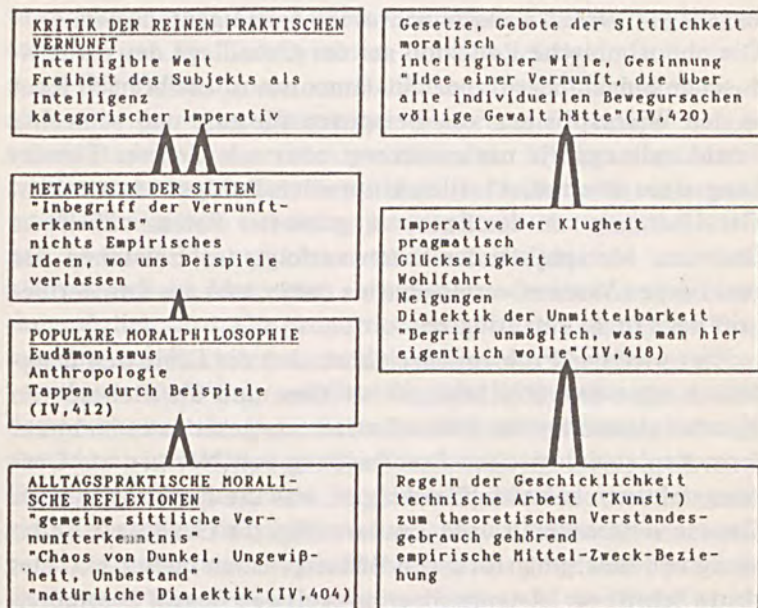 KRITIK DER REINEN PRAKTISCHEN
VERNUNFT
Intelligible Welt
Freiheit des Subjekts als
Intelligenz
kategorischer Imperativ
METAPHYSIK DER SITTEN
"Inbegriff der Vernunft-
erkenntnis"
nichts Empirisches
Ideen, wo uns Beispiele
verlassen
POPULÄRE MORALPHILOSOPHIE
Eudämonismus
Anthropologie
Tappen durch Beispiele
(IV,412)
ALLTAGSPRAKTISCHE MORALI-
SCHE REFLEXIONEN
"gemeine sittliche Ver-
nunfterkenntnis"
"Chaos von Dunkel, Ungewiß-
heit, Unbestand"
"natürliche Dialektik"(IV,404)
Gesetze, Gebote der Sittlichkeit
moralisch
intelligibler Wille, Gesinnung
"Idee einer Vernunft, die über
alle individuellen Bewegursachen
völlige Gewalt hätte"(IV,420)
Imperative der Klugheit
pragmatisch
Glückseligkeit
Wohlfahrt
Neigungen
Dialektik der Unmittelbarkeit
"Begriff unmöglich, was man hier
eigentlich wolle"(IV,418)
Regeln der Geschicklichkeit
technische Arbeit ("Kunst")
zum theoretischen Verstandes-
gebrauch gehörend
empirische Mittel-Zweck-Bezie-
hung